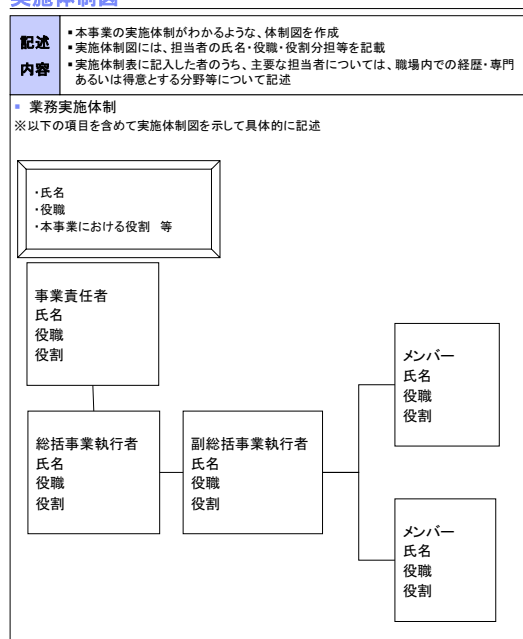 実施体制図
記述
内容
▪本事業の実施体制がわかるような、体制図を作成
▪実施体制図には、担当者の氏名・役職・役割分担等を記載
▪実施体制表に記入した者のうち、主要な担当者については、職場内での経歴・専門
あるいは得意とする分野等について記述
▪ 業務実施体制
※以下の項目を含めて実施体制図を示して具体的に記述
・氏名
・役職
・本事業における役割 等
事業責任者
氏名
役職
役割
総括事業執行者
氏名
役職
役割
副総括事業執行者
氏名
役職
役割
メンバー
氏名
役職
役割
メンバー
氏名
役職
役割